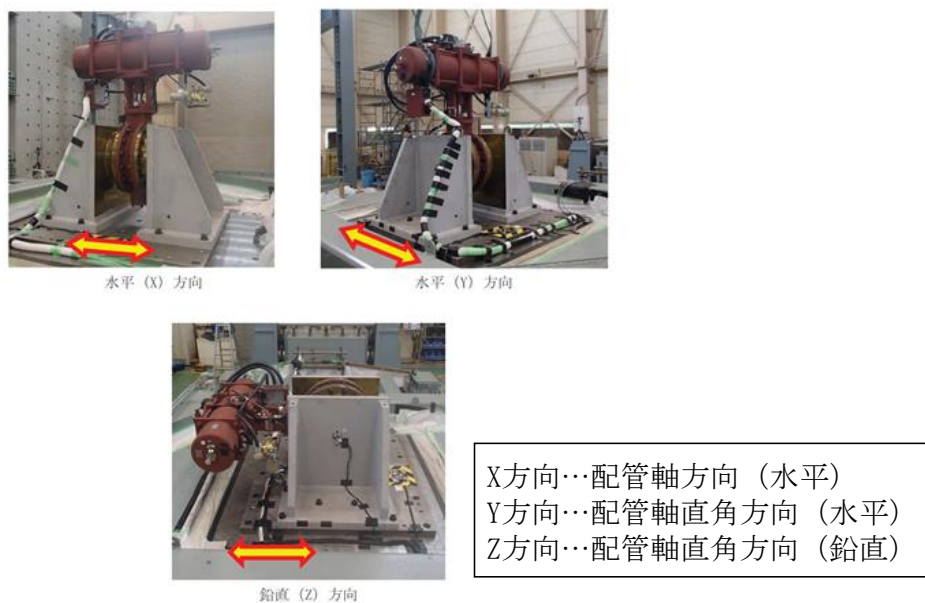 水平 (X) 方向
水平 (Y) 方向
鉛直 (Z) 方向
X方向…配管軸方向 (水平)
Y方向…配管軸直角方向 (水平)
Z方向…配管軸直角方向 (鉛直)